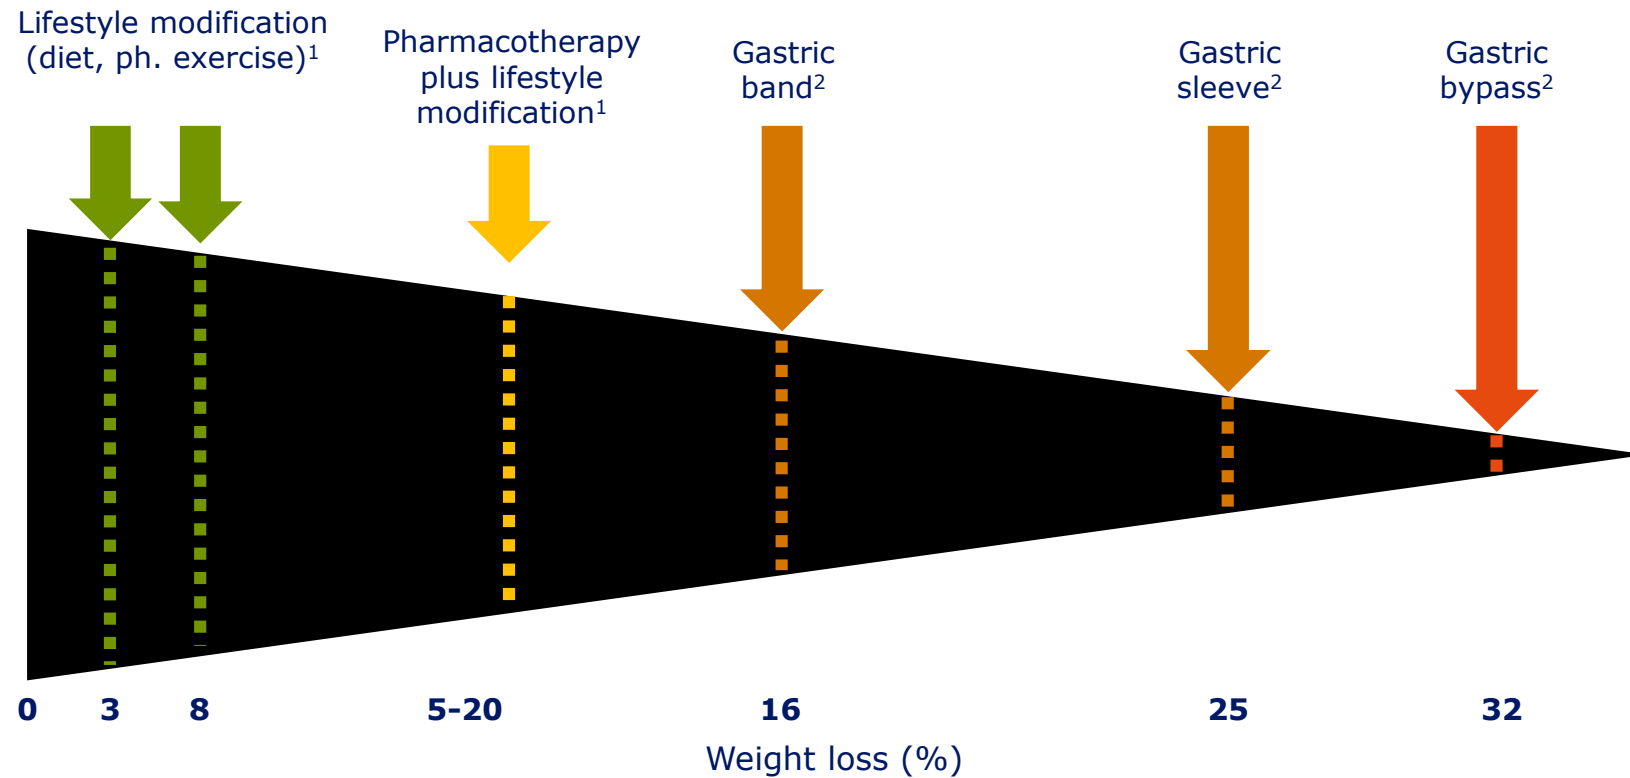 Lifestyle modification
(diet, ph. exercise)¹
Pharmacotherapy
plus lifestyle
modification¹
Gastric
band²
Gastric
sleeve²
Gastric
bypass²
0 3 8 5-20 16 25 32
Weight loss (%)